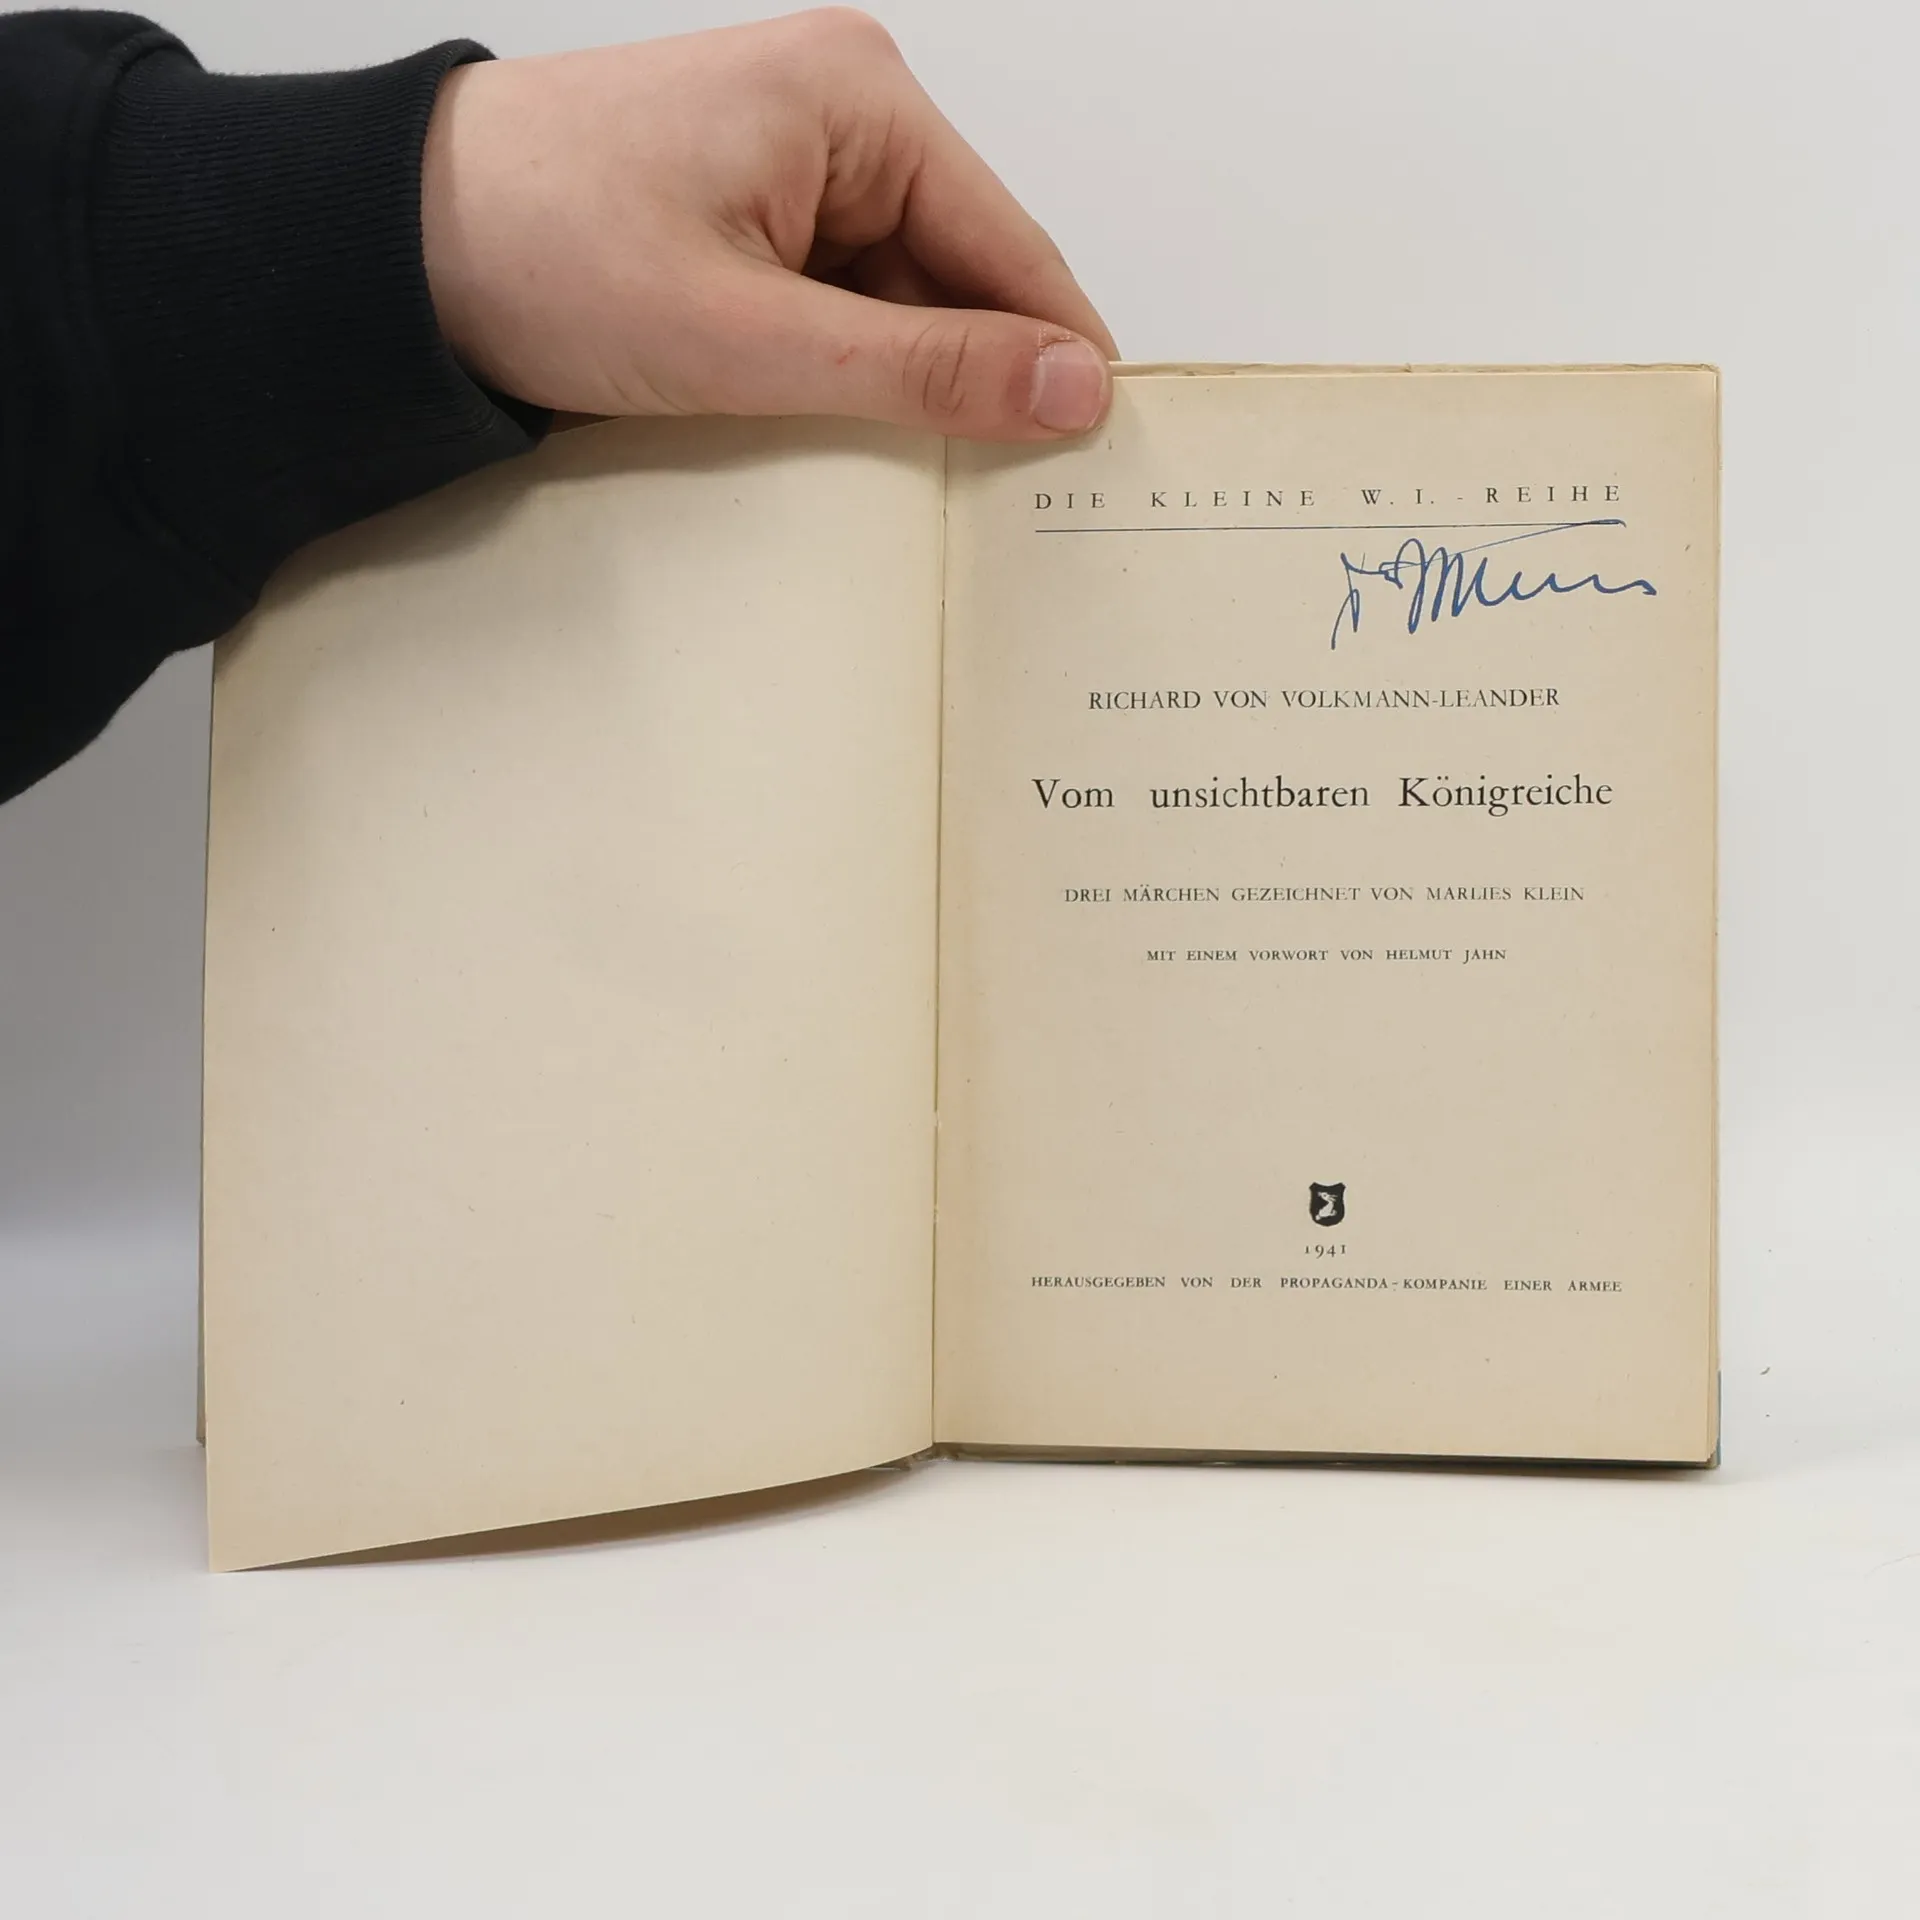 DIE KLEINE W. I. - REIHE
RICHARD VON VOLKMANN-LEANDER
Vom unsichtbaren Königreiche
DREI MÄRCHEN GEZEICHNET VON MARLIES KLEIN
MIT EINEM VORWORT VON HELMUT JAHN
1941
HERAUSGEGEBEN VON DER PROPAGANDA-KOMPANIE EINER ARMEE